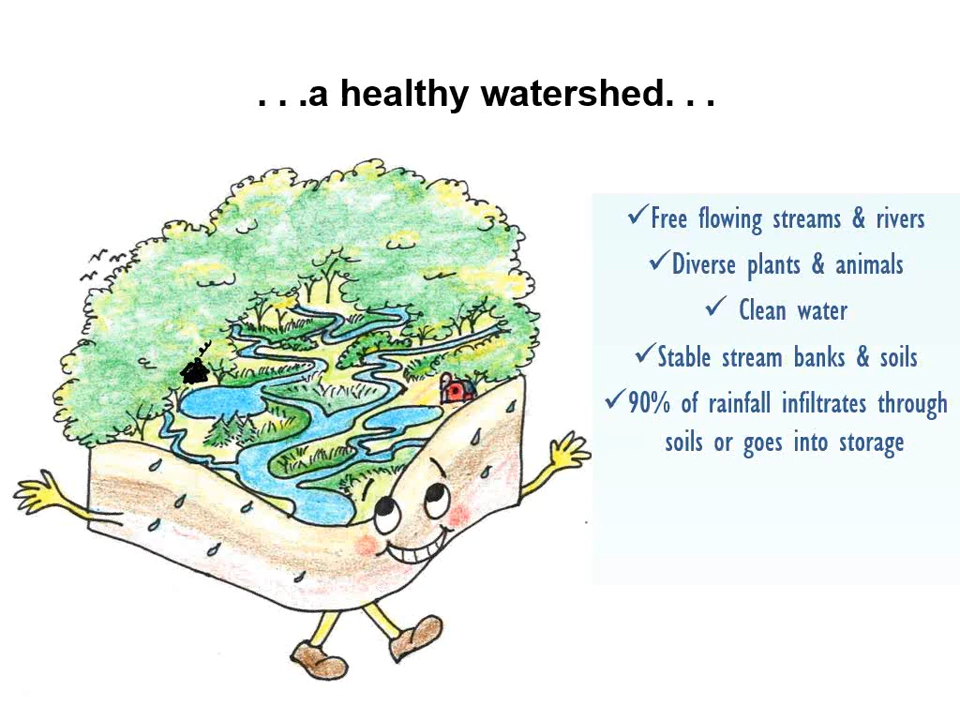 . . .a healthy watershed. . .
✓Free flowing streams & rivers
✓Diverse plants & animals
✓ Clean water
✓Stable stream banks & soils
✓90% of rainfall infiltrates through
soils or goes into storage